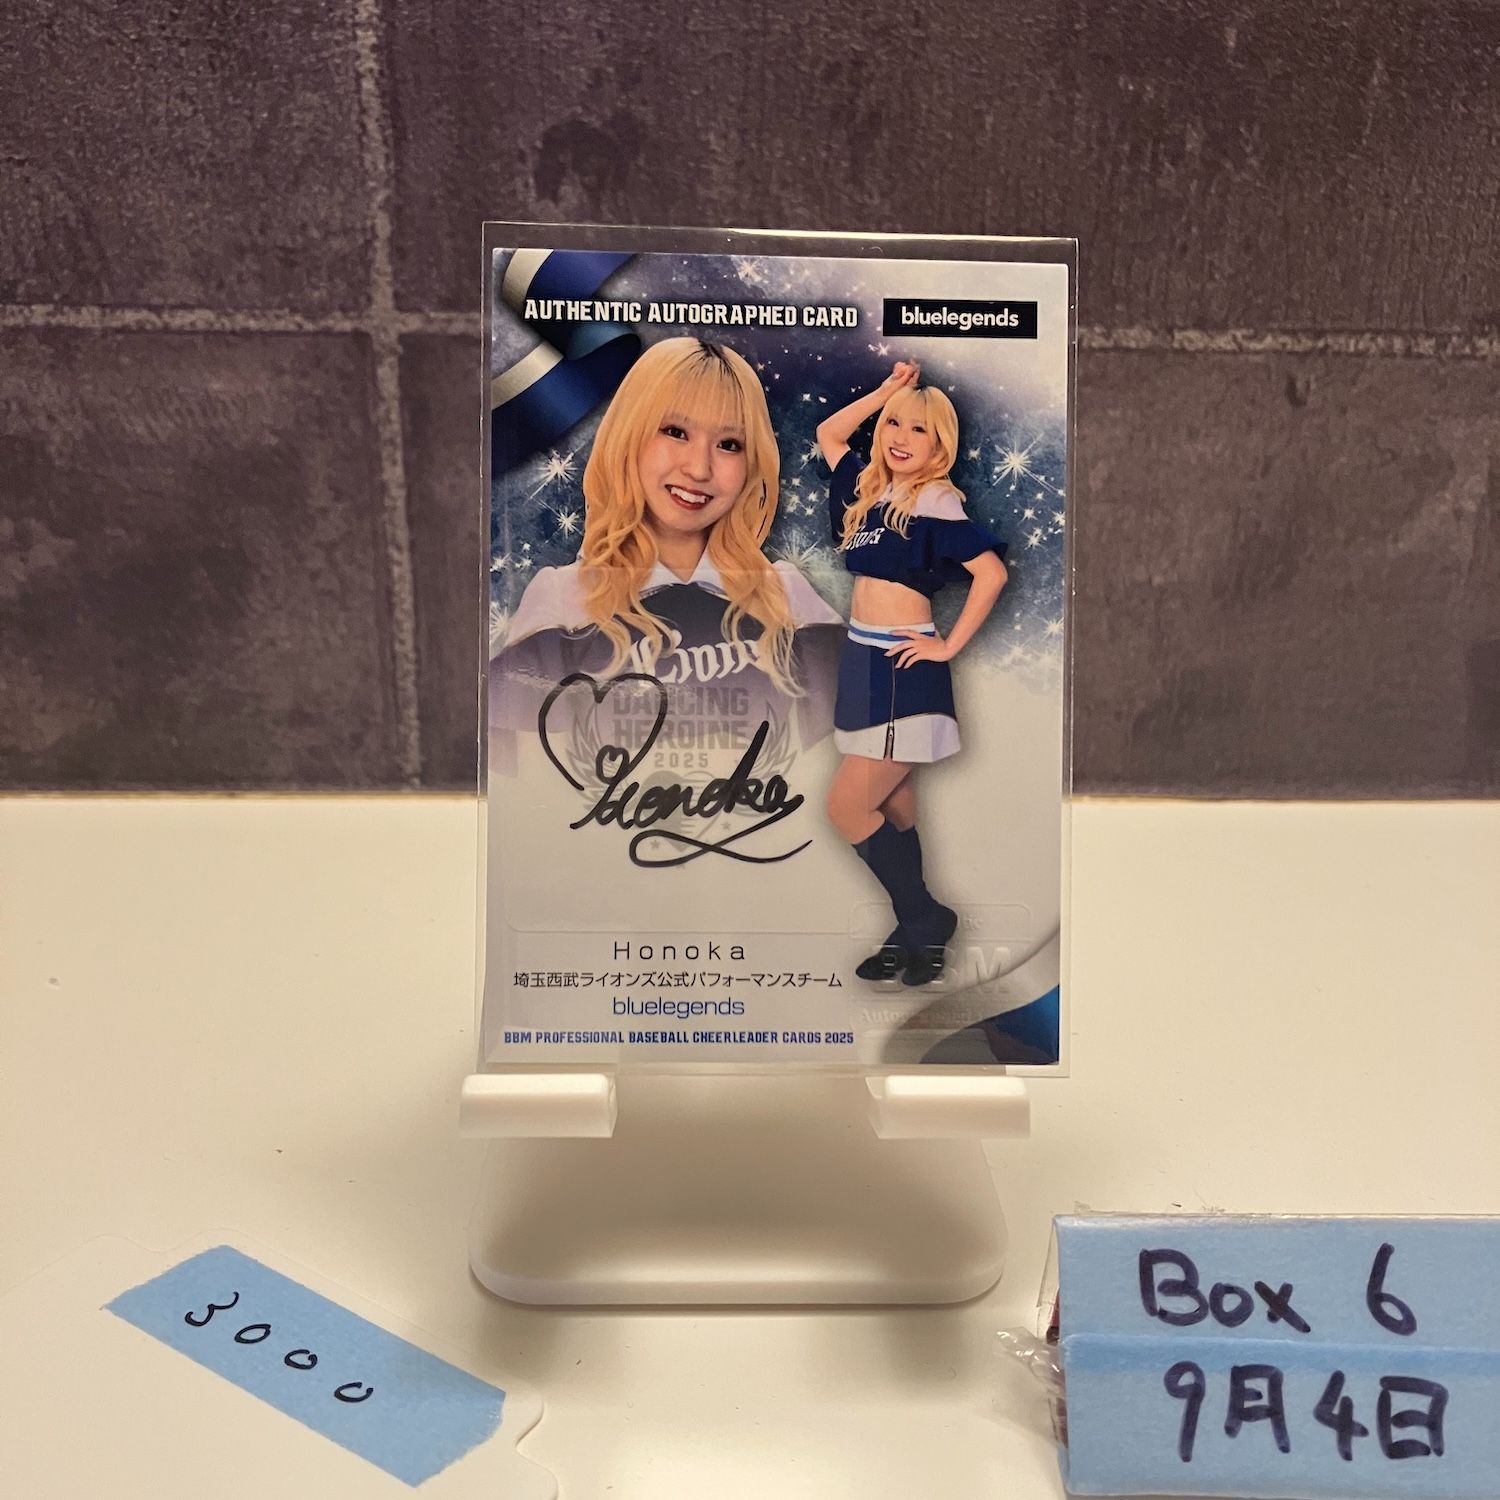 AUTHENTIC AUTOGRAPHED CARD
bluelegends
Lions
Lions
DANCING
HEROINE
2025
Honoka
Honoka
埼玉西武ライオンズ公式パフォーマンスチーム
bluelegends
BBM PROFESSIONAL BASEBALL CHEERLEADER CARDS 2025
BBM
3000
Box 6
9月4日